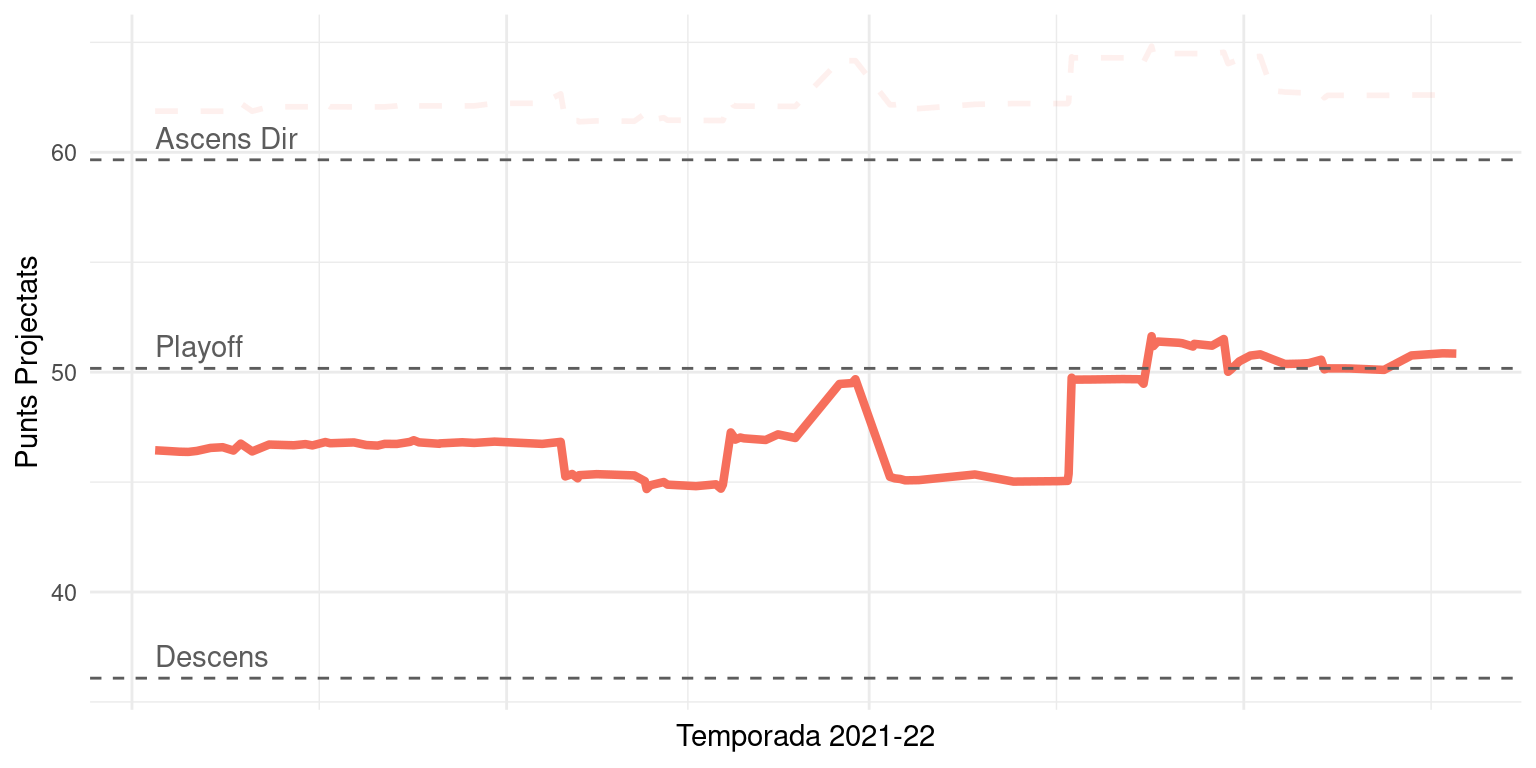 Ascens Dir
60
Playoff
50
40
Descens
Punts Projectats
Temporada 2021-22